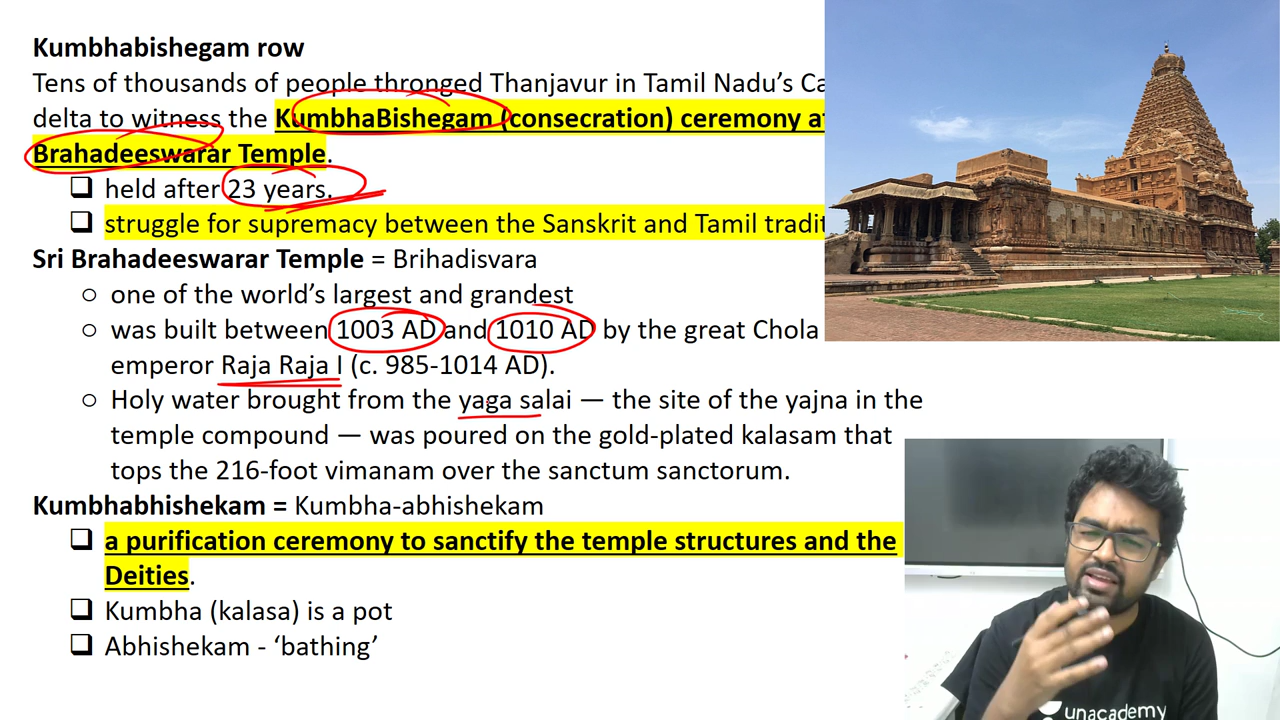 Kumbhabishegam row
Tens of thousands of people thronged Thanjavur in Tamil Nadu’s
delta to witness the KumbhaBishegam (consecration) ceremony at
Brahadeeswarar Temple.
❑ held after 23 years.
❑ struggle for supremacy between the Sanskrit and Tamil
Sri Brahadeeswarar Temple = Brihadisvara
○ one of the world’s largest and grandest
○ was built between 1003 AD and 1010 AD by the great Chola
emperor Raja Raja I (c. 985-1014 AD).
○ Holy water brought from the yaga salai — the site of the yajna in the
temple compound — was poured on the gold-plated kalasam that
tops the 216-foot vimanam over the sanctum sanctorum.
Kumbhabhishekam = Kumbha-abhishekam
❑ a purification ceremony to sanctify the temple structures and the
Deities.
❑ Kumbha (kalasa) is a pot
❑ Abhishekam - ‘bathing’
unacademy